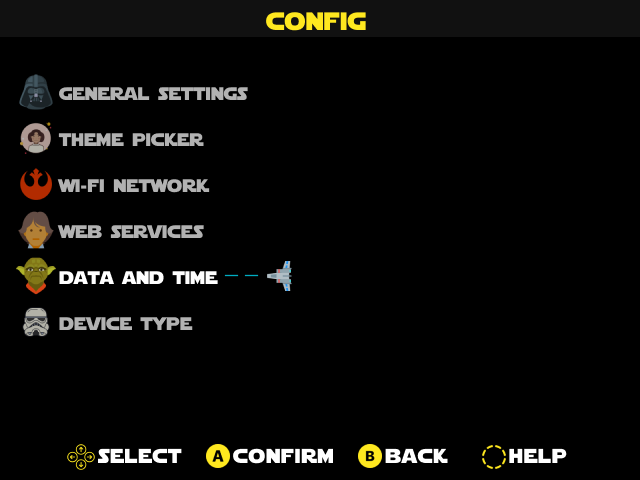 CONFIG
GENERAL SETTINGS
THEME PICKER
WI-FI NETWORK
WEB SERVICES
DATA AND TIME
DEVICE TYPE
SELECT A CONFIRM B BACK HELP